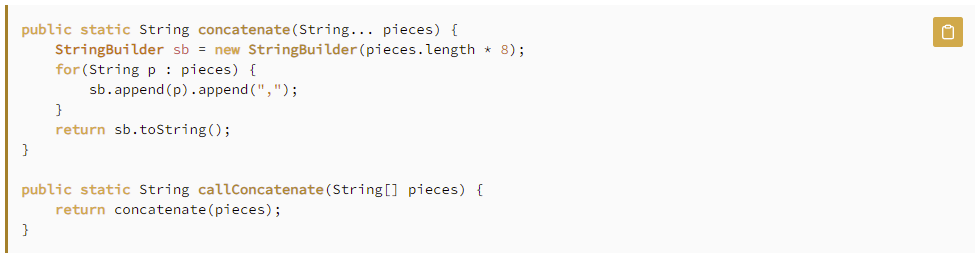 public static String concatenate(String... pieces) {
    StringBuilder sb = new StringBuilder(pieces.length * 8);
    for(String p : pieces) {
        sb.append(p).append(",");
    }
    return sb.toString();
}

public static String callConcatenate(String[] pieces) {
    return concatenate(pieces);
}